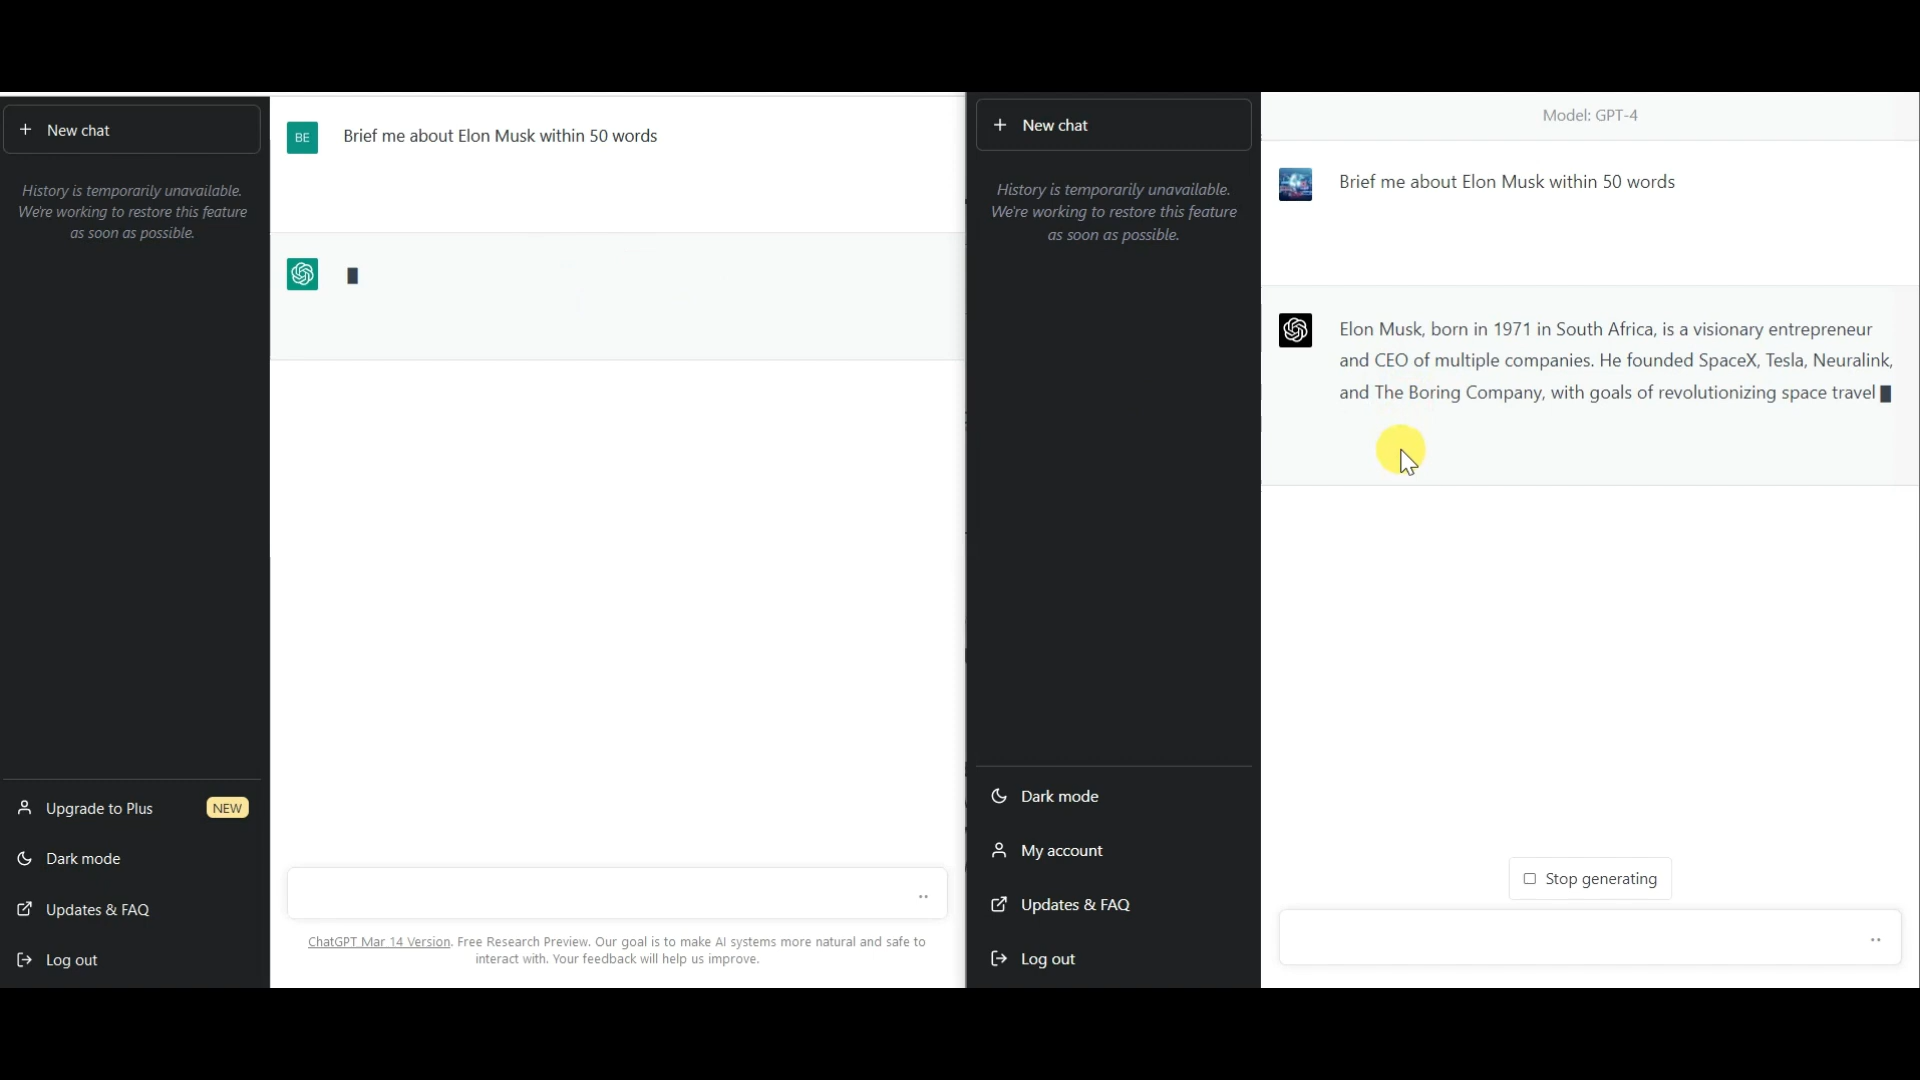 New chat
History is temporarily unavailable.
We're working to restore this feature
as soon as possible.
Upgrade to Plus
NEW
Dark mode
Updates & FAQ
Log out
BE
Brief me about Elon Musk within 50 words
ChatGPT Mar 14 Version. Free Research Preview. Our goal is to make AI systems more natural and safe to
interact with. Your feedback will help us improve.
New chat
History is temporarily unavailable.
We're working to restore this feature
as soon as possible.
Dark mode
My account
Updates & FAQ
Log out
Model: GPT-4
Brief me about Elon Musk within 50 words
Elon Musk, born in 1971 in South Africa, is a visionary entrepreneur
and CEO of multiple companies. He founded SpaceX, Tesla, Neuralink,
and The Boring Company, with goals of revolutionizing space travel
Stop generating